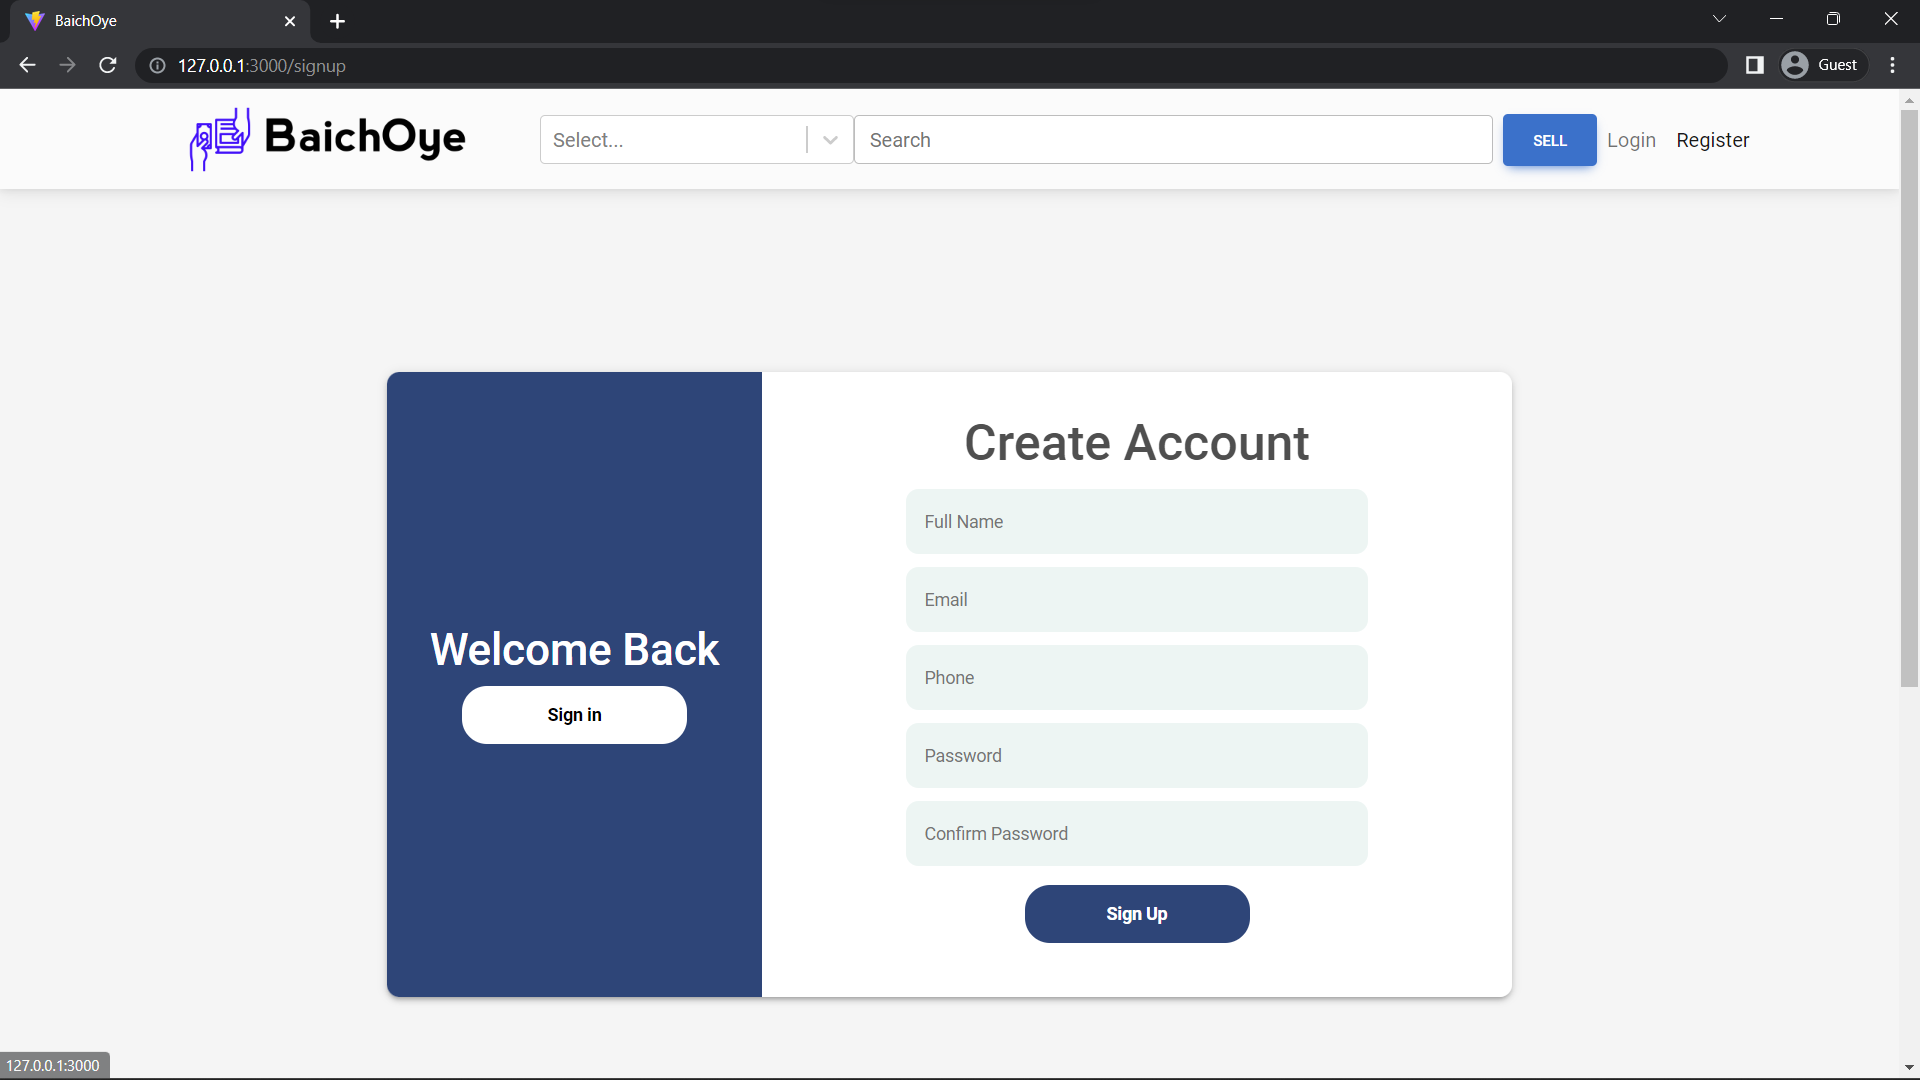 BaichOye
127.0.0.1:3000/signup
Guest
BaichOye
Select...
Search
SELL
Login
Register
Create Account
Full Name
Email
Phone
Password
Confirm Password
Sign Up
Welcome Back
Sign in
127.0.0.1:3000